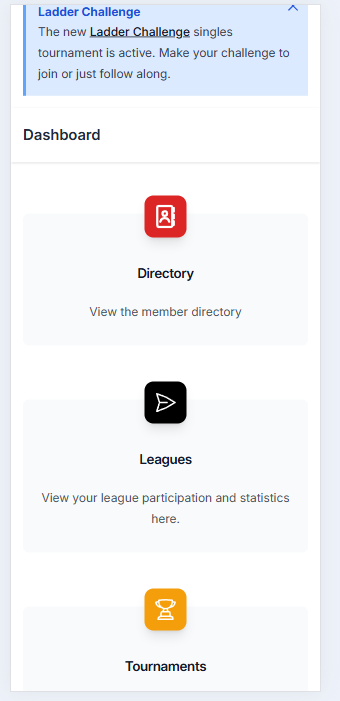 Ladder Challenge
The new Ladder Challenge singles
tournament is active. Make your challenge to
join or just follow along.
Dashboard
Directory
View the member directory
Leagues
View your league participation and statistics
here.
Tournaments